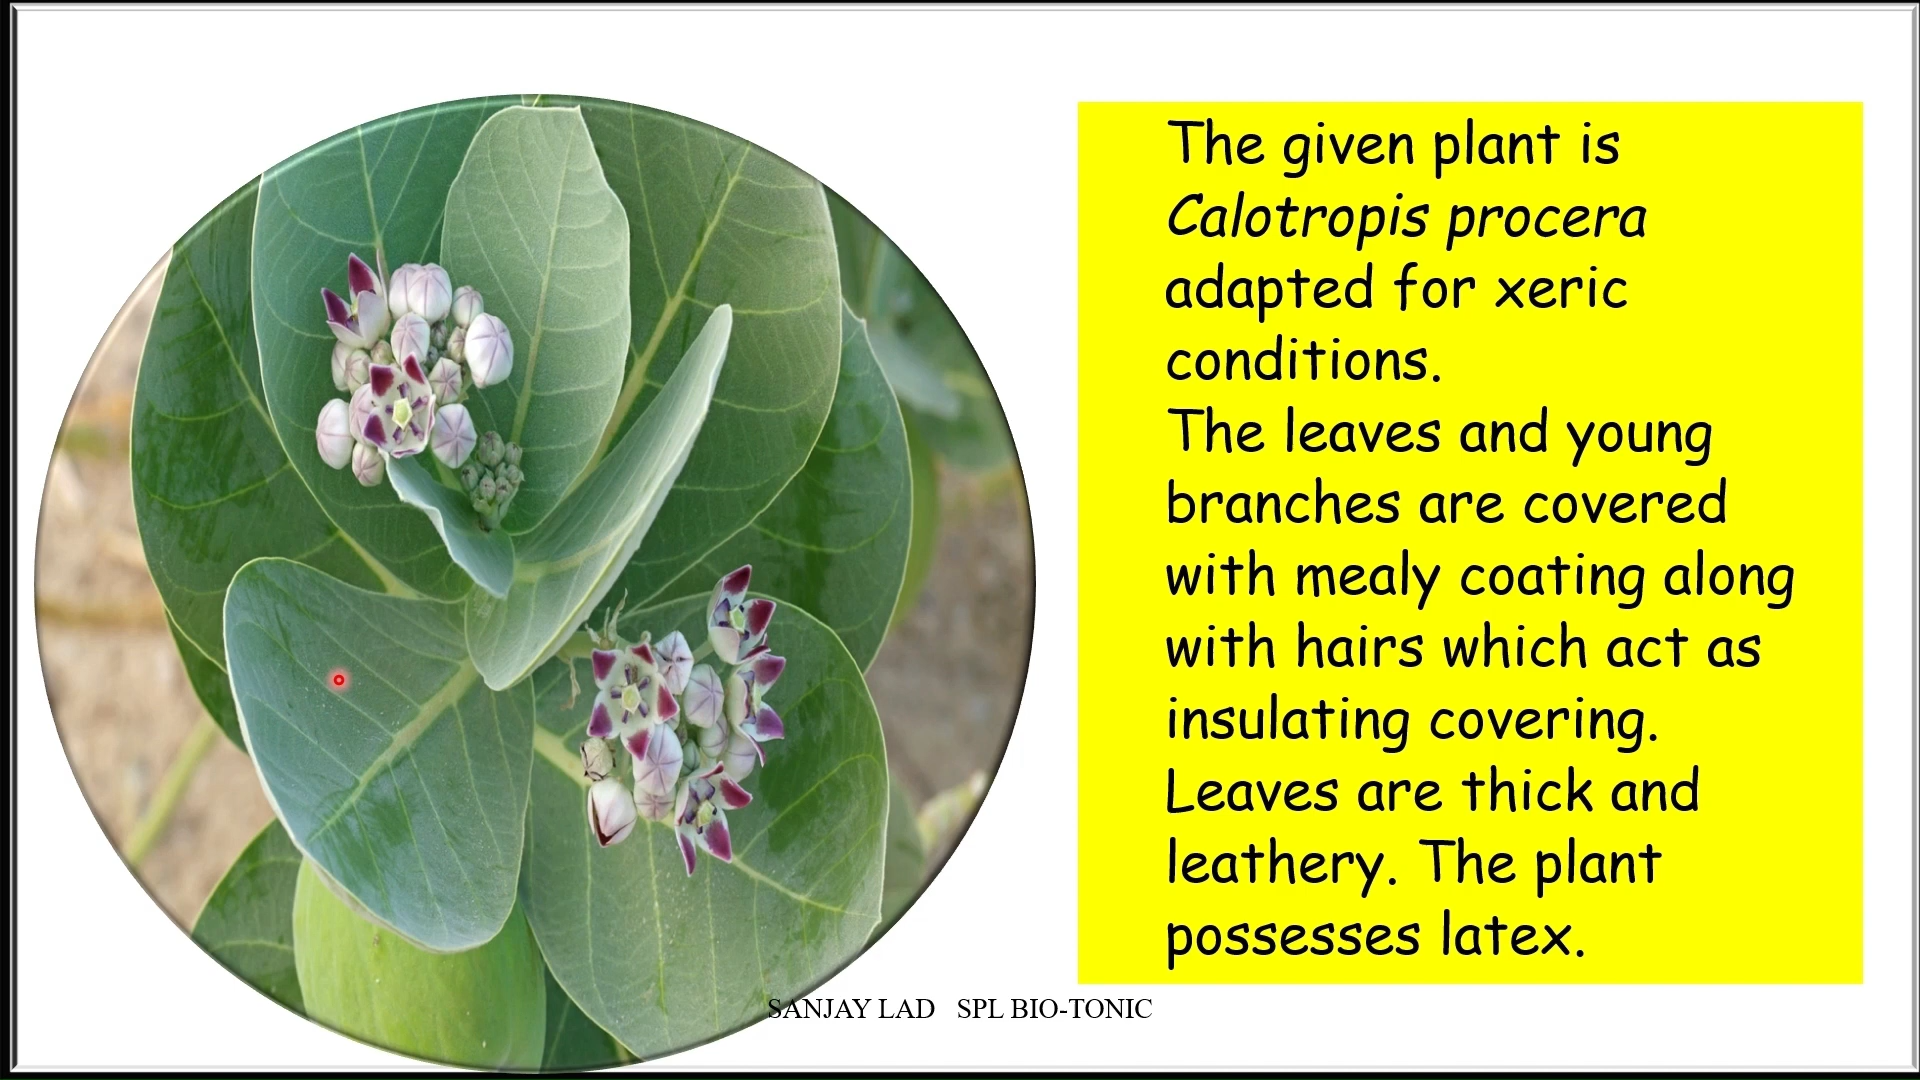 The given plant is
Calotropis procera
adapted for xeric
conditions.
The leaves and young
branches are covered
with mealy coating along
with hairs which act as
insulating covering.
Leaves are thick and
leathery. The plant
possesses latex.
SANJAY LAD   SPL BIO-TONIC